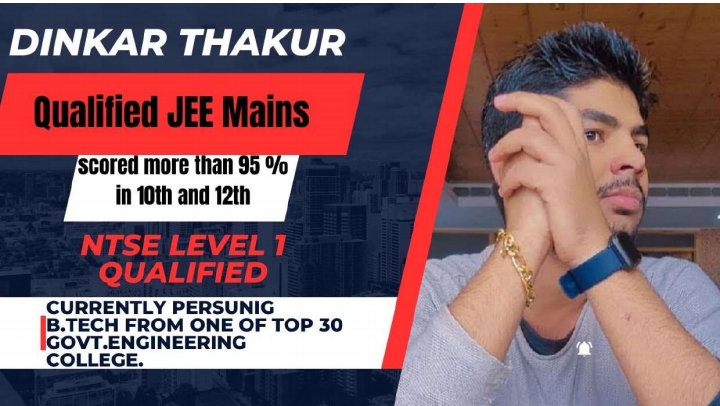 DINKAR THAKUR
Qualified JEE Mains
scored more than 95 %
in 10th and 12th
NTSE LEVEL 1
QUALIFIED
CURRENTLY PERSUNIG
B.TECH FROM ONE OF TOP 30
GOVT.ENGINEERING
COLLEGE.